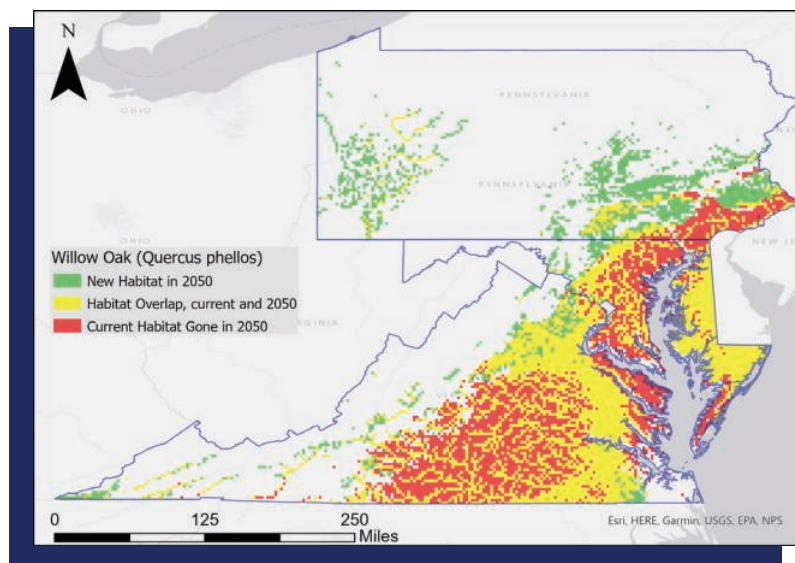 N
OHIO
PENNSYLVANIA
PENNSYLVANIA
OHIO
NEW JE
Willow Oak (Quercus phellos)
New Habitat in 2050
Habitat Overlap, current and 2050
Current Habitat Gone in 2050
GINIA
0 125 250
Miles
Esri, HERE, Garmin, USGS, EPA, NPS